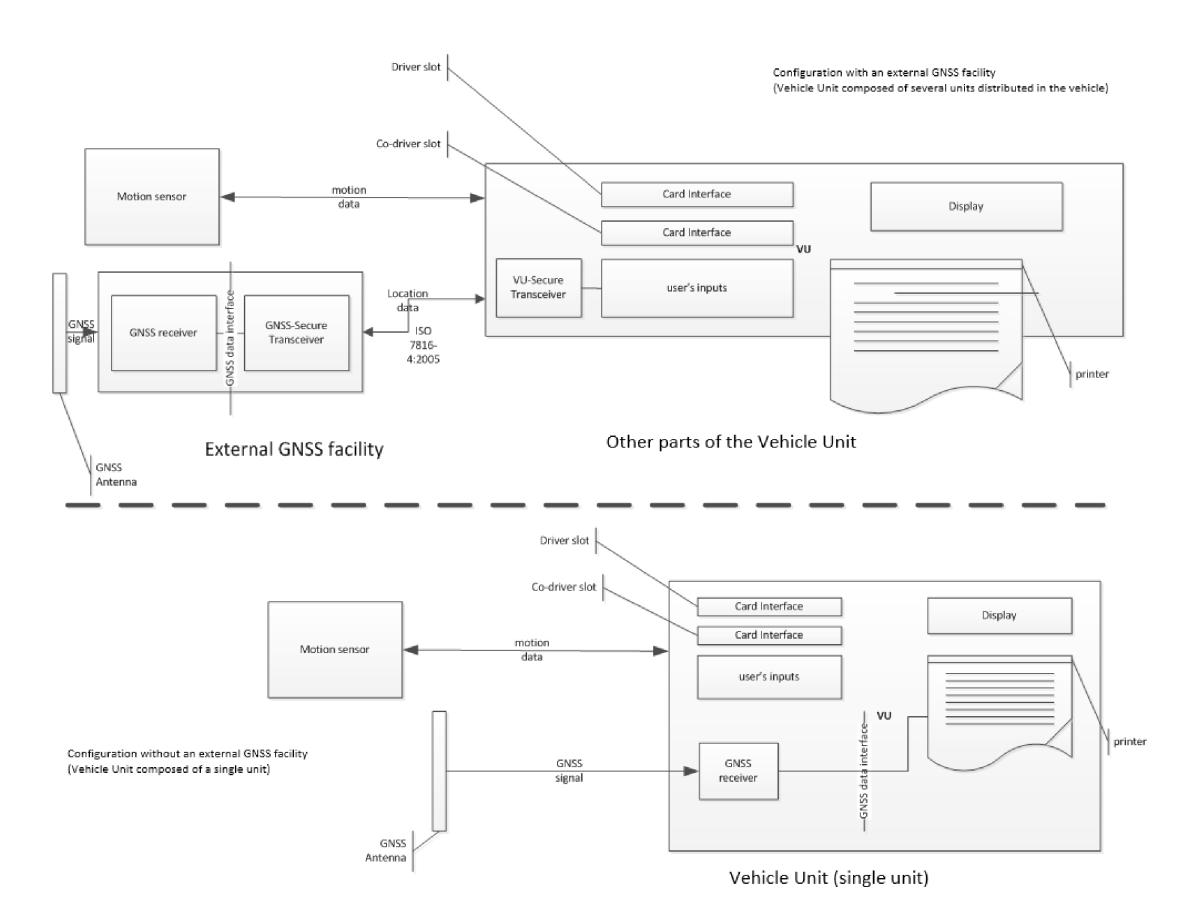 Driver slot
Configuration with an external GNSS facility
(Vehicle Unit composed of several units distributed in the vehicle)
Co-driver slot
Motion sensor
motion
data
Card Interface
Display
Card Interface
VU
VU-Secure
Transceiver
user's inputs
GNSS
signal
GNSS receiver
GNSS data interface
GNSS-Secure
Transceiver
Location
data
ISO
7816-
4:2005
printer
External GNSS facility
Other parts of the Vehicle Unit
GNSS
Antenna
Driver slot
Co-driver slot
Card Interface
Display
Card Interface
Motion sensor
motion
data
user's inputs
VU
Configuration without an external GNSS facility
(Vehicle Unit composed of a single unit)
GNSS
signal
GNSS
receiver
GNSS data interface
printer
GNSS
Antenna
Vehicle Unit (single unit)